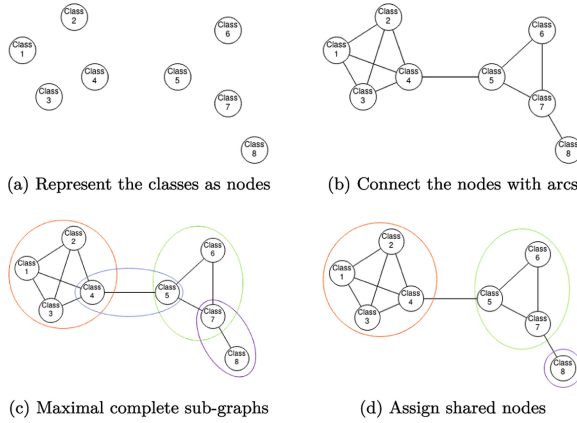 Class
2
Class
1
Class
4
Class
3
Class
5
Class
6
Class
7
Class
8
(a) Represent the classes as nodes
Class
2
Class
1
Class
4
Class
3
Class
5
Class
6
Class
7
Class
8
(b) Connect the nodes with arcs
Class
2
Class
1
Class
4
Class
3
Class
5
Class
6
Class
7
Class
8
(c) Maximal complete sub-graphs
Class
2
Class
1
Class
4
Class
3
Class
5
Class
6
Class
7
Class
8
(d) Assign shared nodes